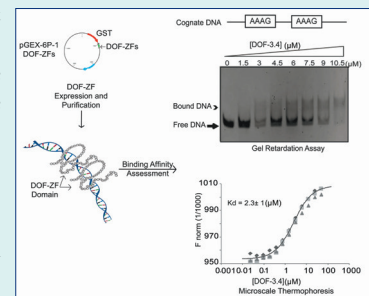 GST
pGEX-6P-1
DOF-ZFs
DOF-ZF
Expression and
Purification
DOF-ZF
Domain
Binding Affinity
Assessment
Cognate DNA
AAAG AAAG
[DOF-3.4] (µM)
0 1.5 3 4.5 6 7.5 9 10.5(µM)
Bound DNA
Free DNA
Gel Retardation Assay
1010
990
970
950
F norm (1/1000)
Kd = 2.3± 1(µM)
0.001 0.01 0.1 1 10 100 1000
[DOF-3.4](µM)
Microscale Thermophoresis